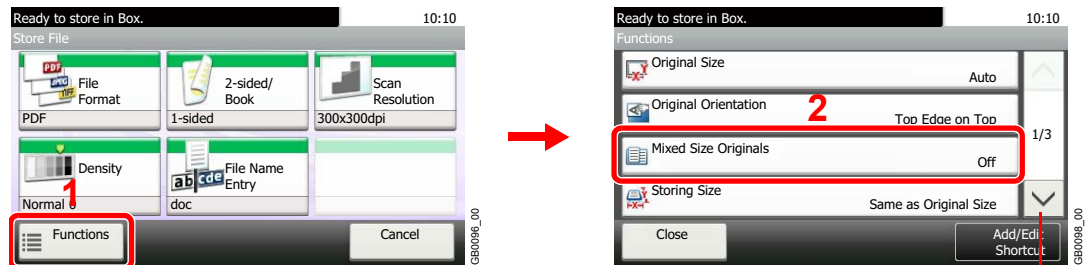 Ready to store in Box.
10:10
Store File
PDF
JPEG
TIFF
File
Format
PDF
2-sided/
Book
1-sided
Scan
Resolution
300x300dpi
Density
Normal 0
1
ab cde
File Name
Entry
doc
Functions
Cancel
GB0096_00
Ready to store in Box.
10:10
Functions
Original Size
Auto
Original Orientation
Top Edge on Top
2
1/3
Mixed Size Originals
Off
Storing Size
Same as Original Size
Close
Add/Edit
Shortcut
GB0098_00